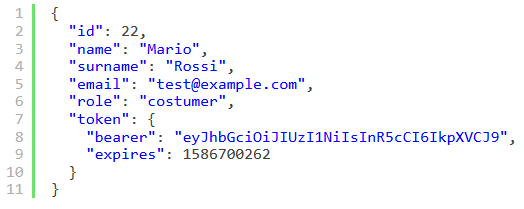 1 {
2 "id": 22,
3 "name": "Mario",
4 "surname": "Rossi",
5 "email": "test@example.com",
6 "role": "costumer",
7 "token": {
8 "bearer": "eyJhbGciOiJIUzI1NiIsInR5cCI6IkpXVCJ9",
9 "expires": 1586700262
10 }
11 }